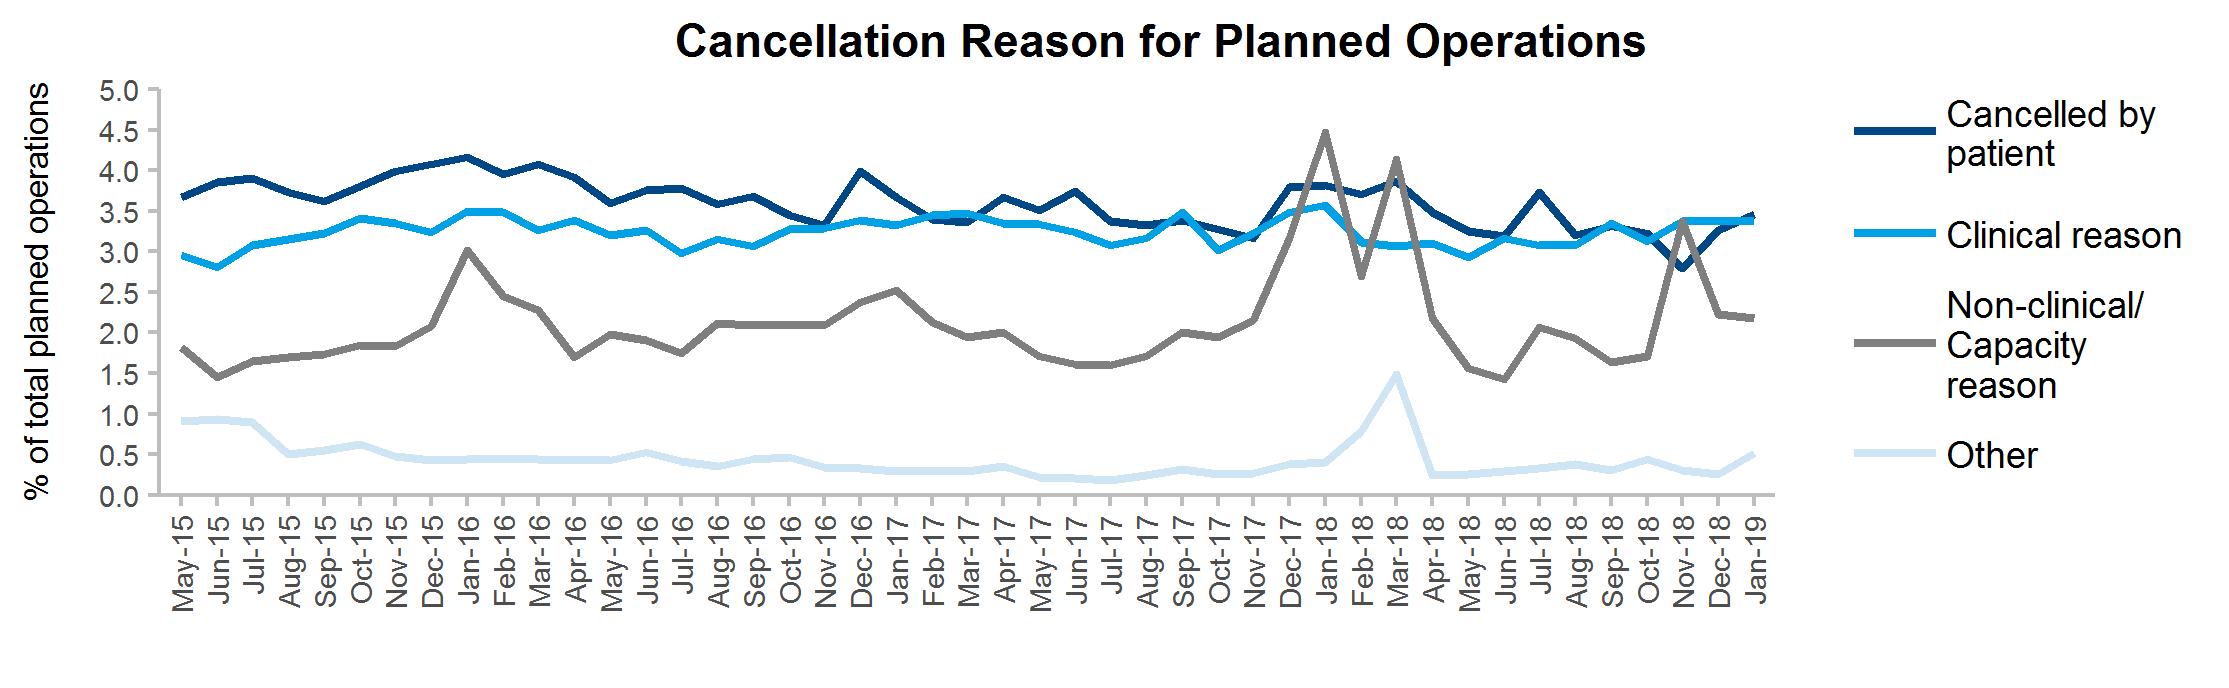 Cancellation Reason for Planned Operations
% of total planned operations
5.0
4.5
4.0
3.5
3.0
2.5
2.0
1.5
1.0
0.5
0.0
May-15
Jun-15
Jul-15
Aug-15
Sep-15
Oct-15
Nov-15
Dec-15
Jan-16
Feb-16
Mar-16
Apr-16
May-16
Jun-16
Jul-16
Aug-16
Sep-16
Oct-16
Nov-16
Dec-16
Jan-17
Feb-17
Mar-17
Apr-17
May-17
Jun-17
Jul-17
Aug-17
Sep-17
Oct-17
Nov-17
Dec-17
Jan-18
Feb-18
Mar-18
Apr-18
May-18
Jun-18
Jul-18
Aug-18
Sep-18
Oct-18
Nov-18
Dec-18
Jan-19
Cancelled by
patient
Clinical reason
Non-clinical/
Capacity
reason
Other